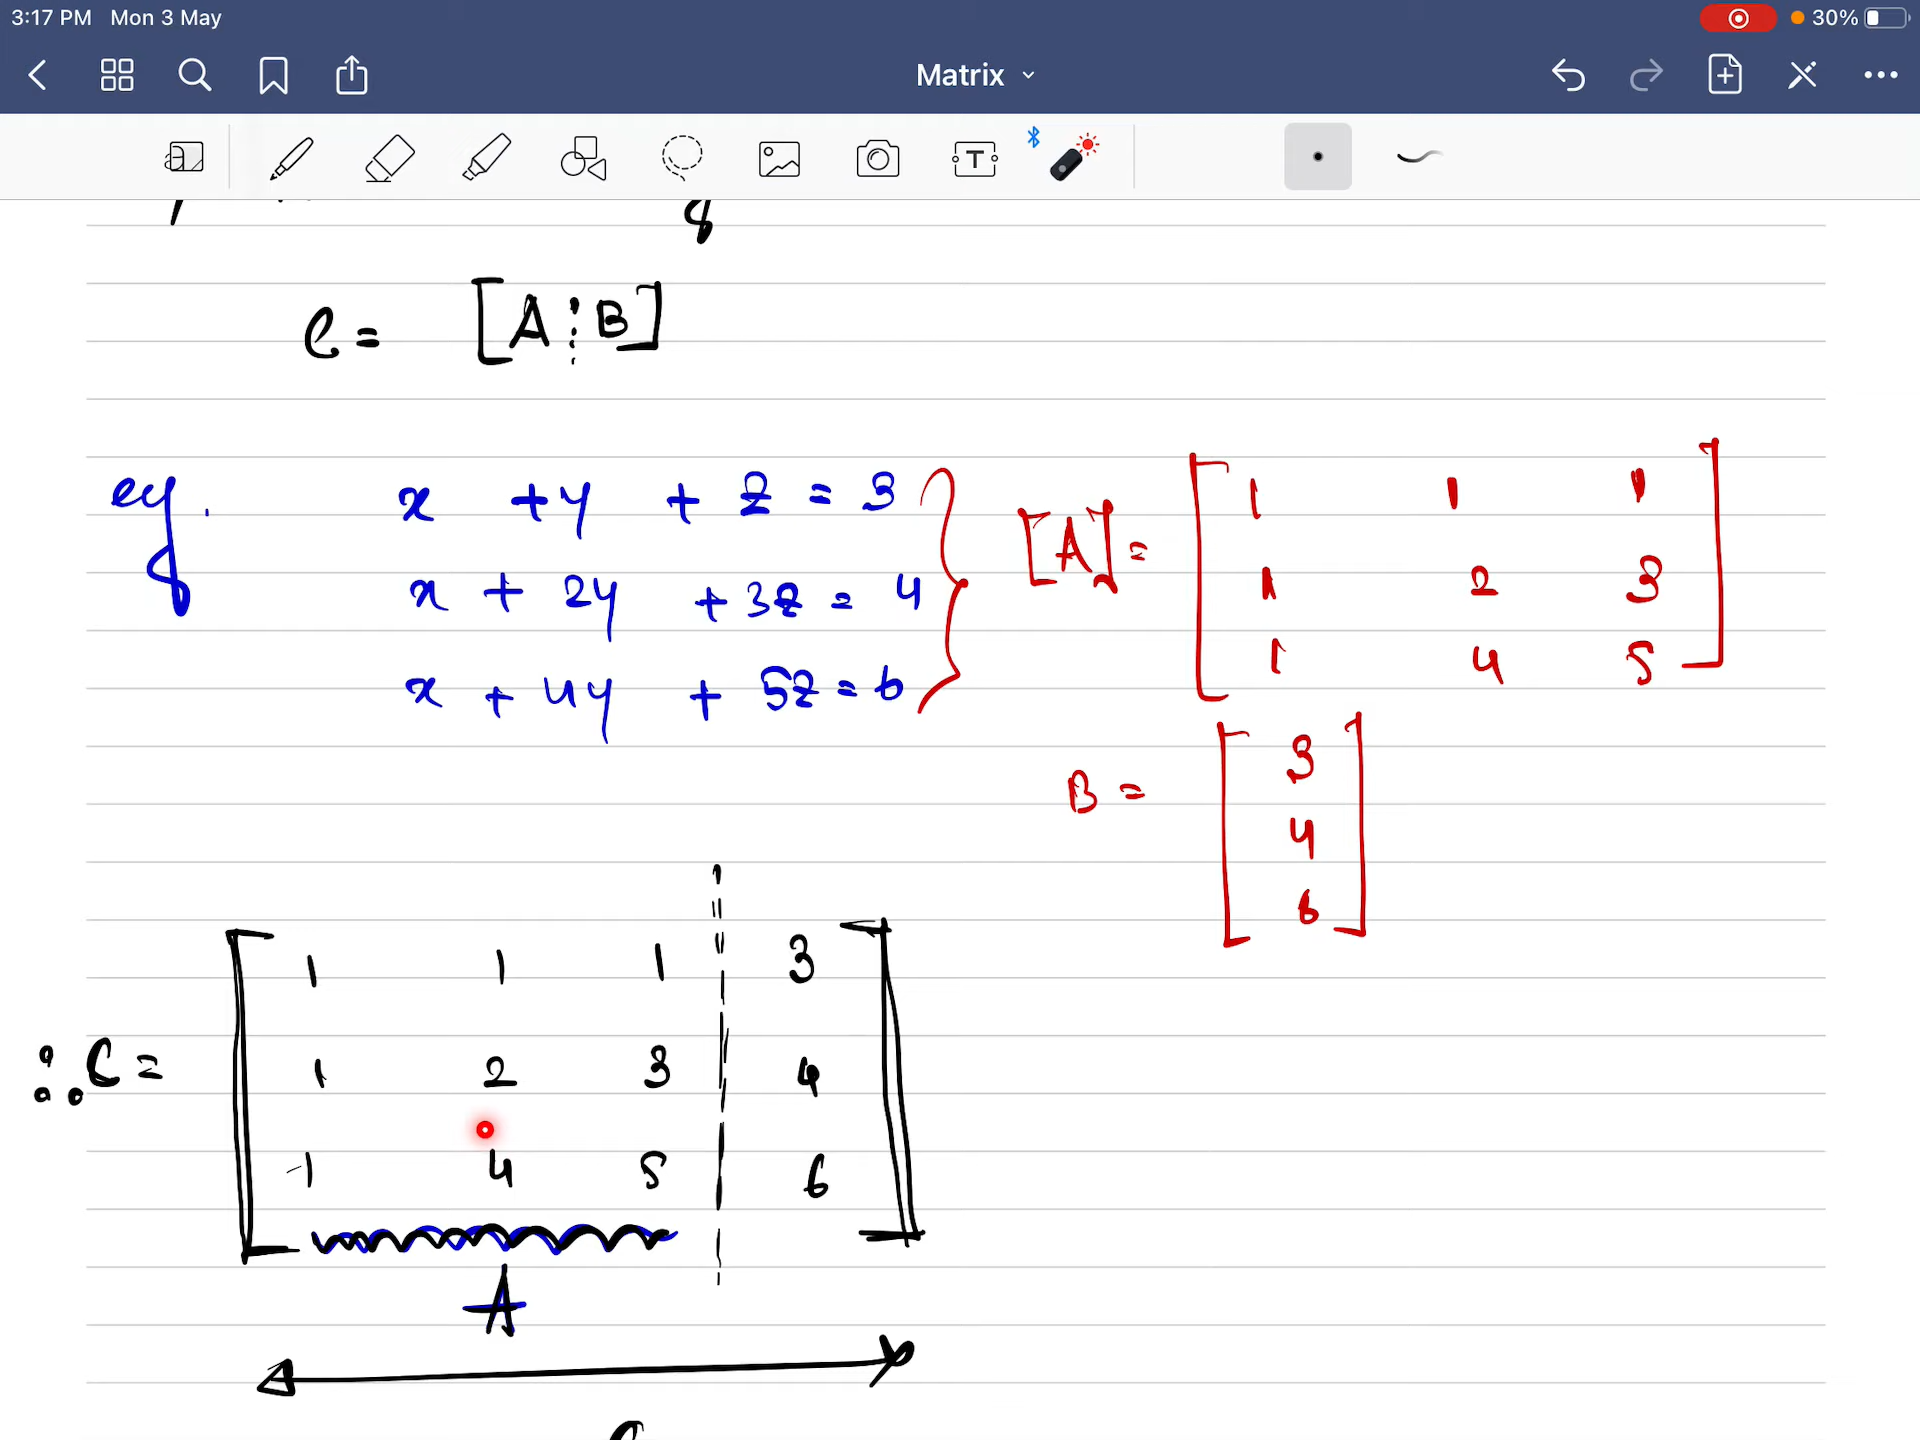 3:17 PM Mon 3 May 30%
Matrix
T
C = [A ⋮ B]
eg. x + y + z = 3
x + 2y + 3z = 4
x + 4y + 5z = 6
[A] = [1 1 1
1 2 3
1 4 5]
B = [3
4
6]
∴ C = [1 1 1 3
1 2 3 4
1 4 5 6]
A